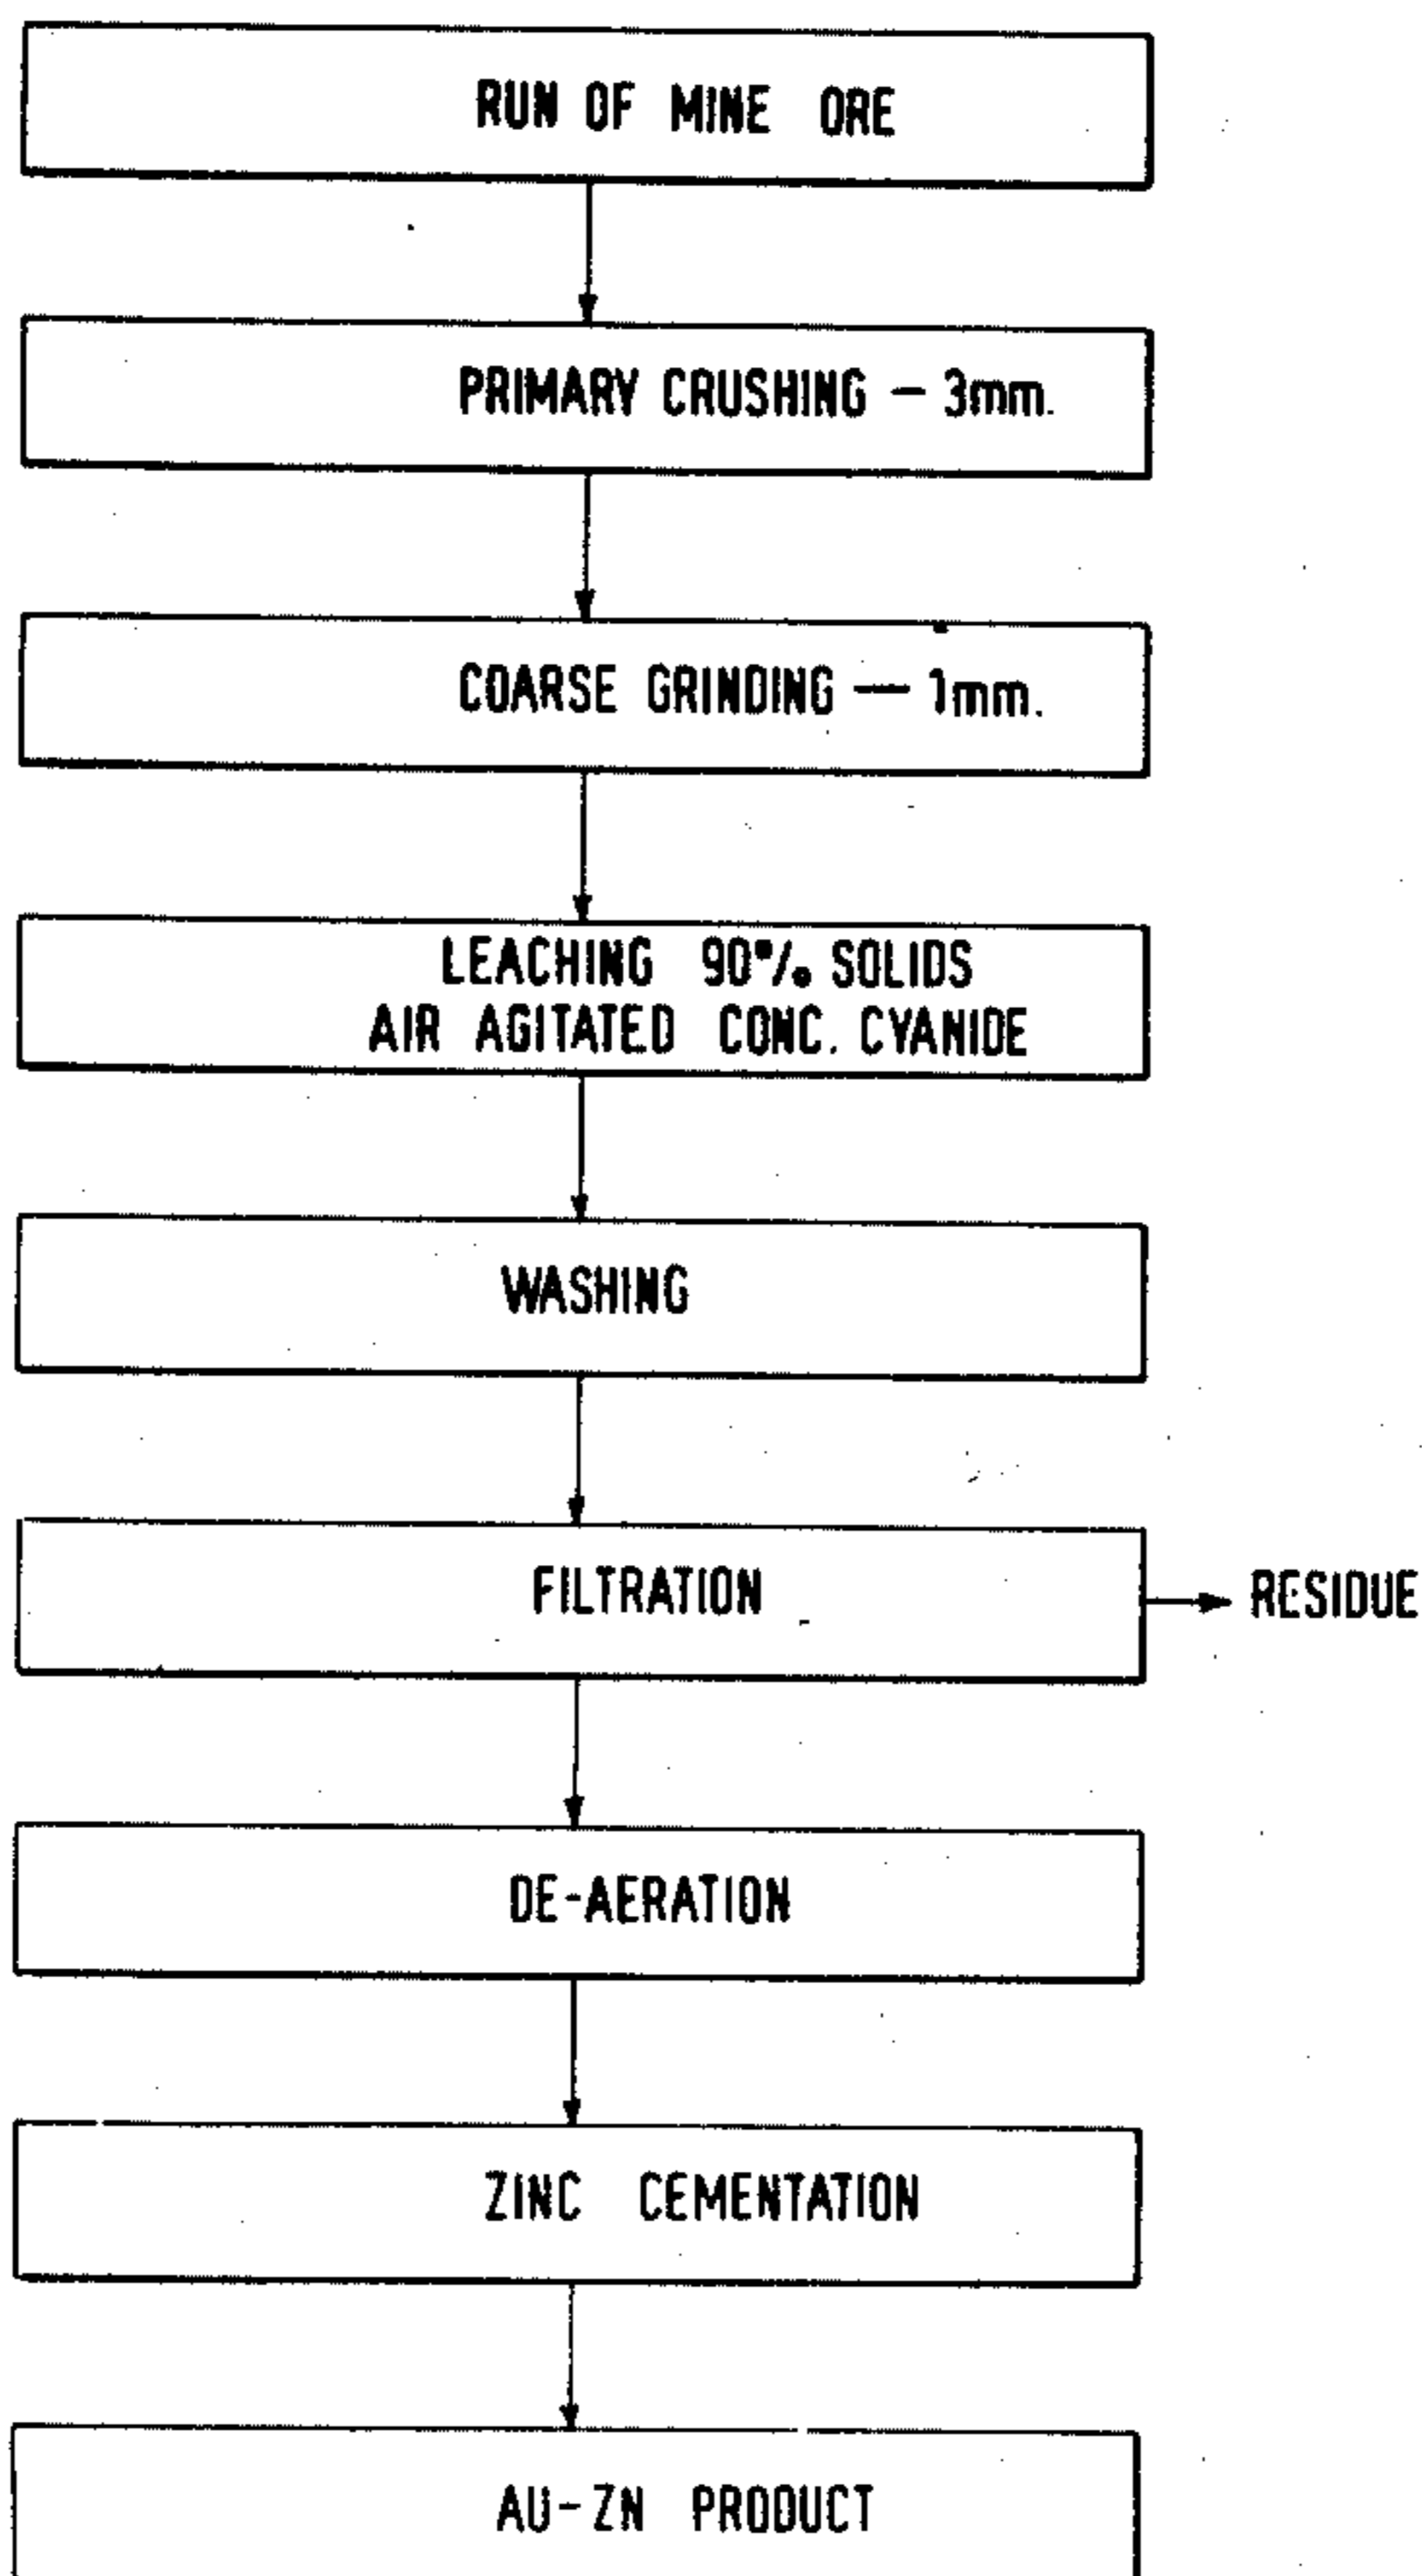 RUN OF MINE ORE
PRIMARY CRUSHING – 3mm.
COARSE GRINDING — 1mm.
LEACHING 90% SOLIDS
AIR AGITATED CONC. CYANIDE
WASHING
FILTRATION
RESIDUE
DE-AERATION
ZINC CEMENTATION
AU-ZN PRODUCT